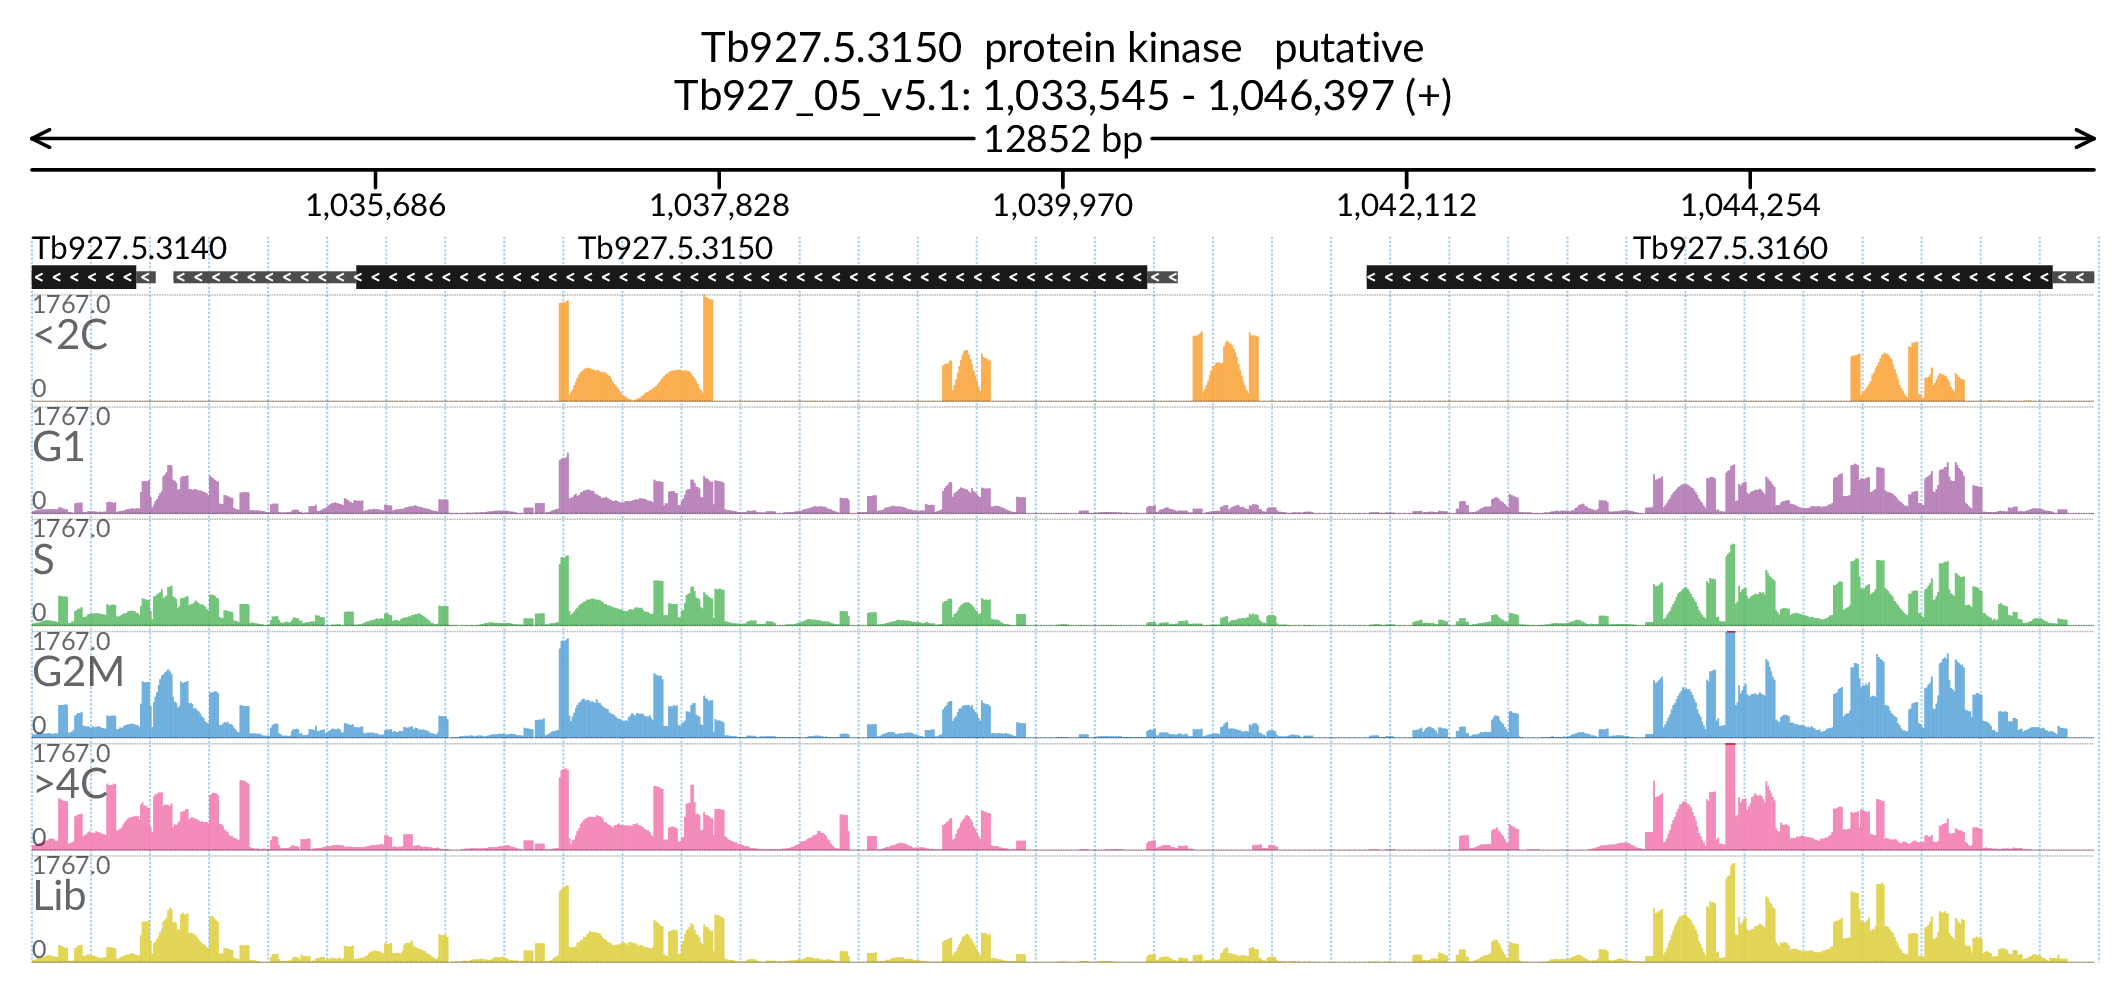 Tb927.5.3150 protein kinase putative
Tb927_05_v5.1: 1,033,545 - 1,046,397 (+)
12852 bp
1,035,686 1,037,828 1,039,970 1,042,112 1,044,254
Tb927.5.3140 Tb927.5.3150 Tb927.5.3160
1767.0
<2C
0
1767.0
G1
0
1767.0
S
0
1767.0
G2M
0
1767.0
>4C
0
1767.0
Lib
0